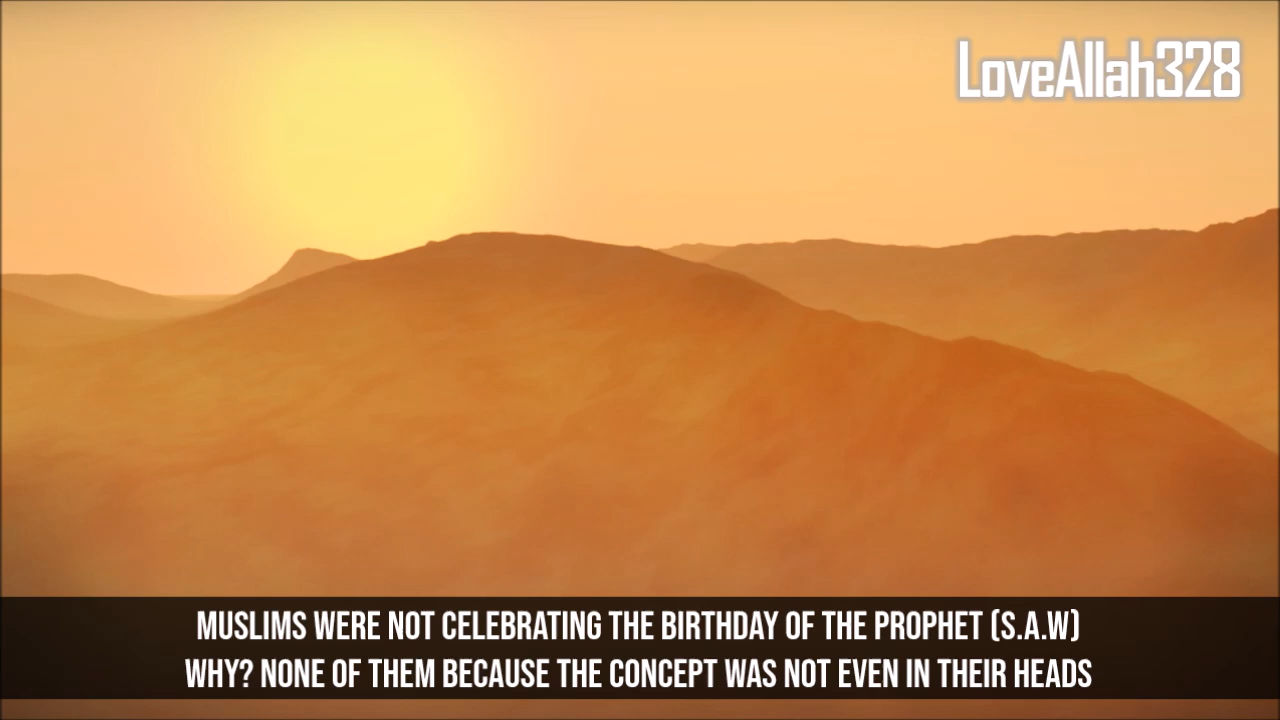 LoveAllah328
MUSLIMS WERE NOT CELEBRATING THE BIRTHDAY OF THE PROPHET (S.A.W)
WHY? NONE OF THEM BECAUSE THE CONCEPT WAS NOT EVEN IN THEIR HEADS